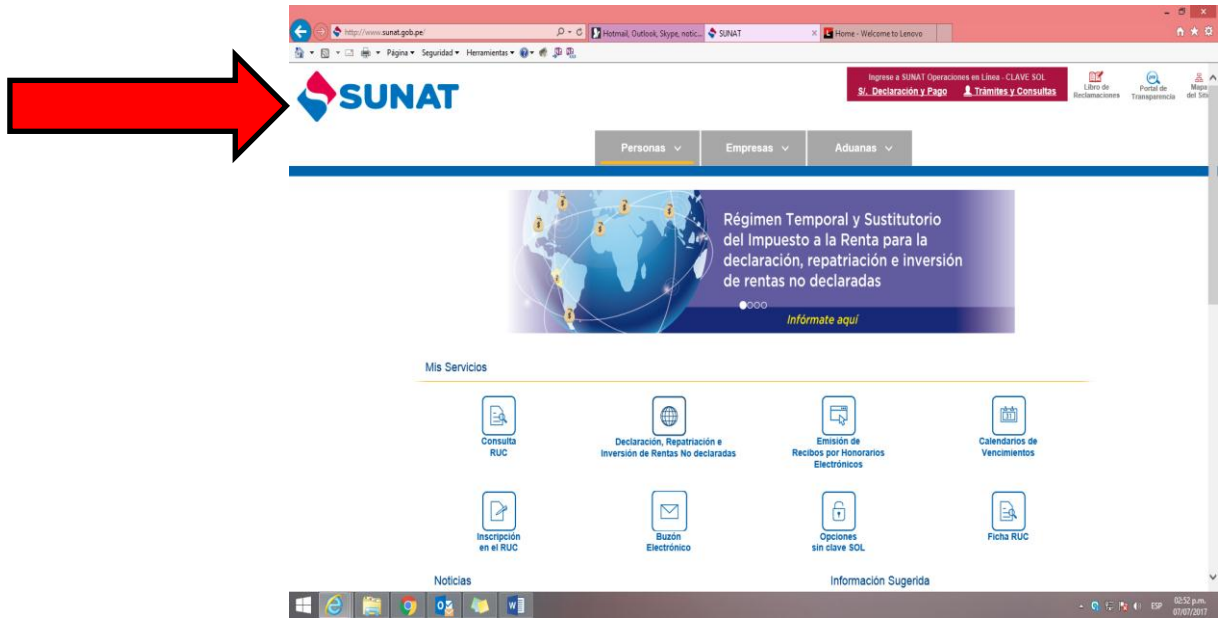 http://www.sunat.gob.pe/
Hotmail, Outlook, Skype, notic...
SUNAT
Home - Welcome to Lenovo
Página Seguridad Herramientas
SUNAT
Ingrese a SUNAT Operaciones en Línea - CLAVE SOL
S/. Declaración y Pago Trámites y Consultas
Libro de
Reclamaciones
Portal de
Transparencia
Mapa
del Siti
Personas Empresas Aduanas
Régimen Temporal y Sustitutorio
del Impuesto a la Renta para la
declaración, repatriación e inversión
de rentas no declaradas
Infórmate aquí
Mis Servicios
Consulta
RUC
Declaración, Repatriación e
Inversión de Rentas No declaradas
Emisión de
Recibos por Honorarios
Electrónicos
Calendarios de
Vencimientos
Inscripción
en el RUC
Buzón
Electrónico
Opciones
sin clave SOL
Ficha RUC
Noticias
Información Sugerida
ESP
02:52 p.m.
07/07/2017